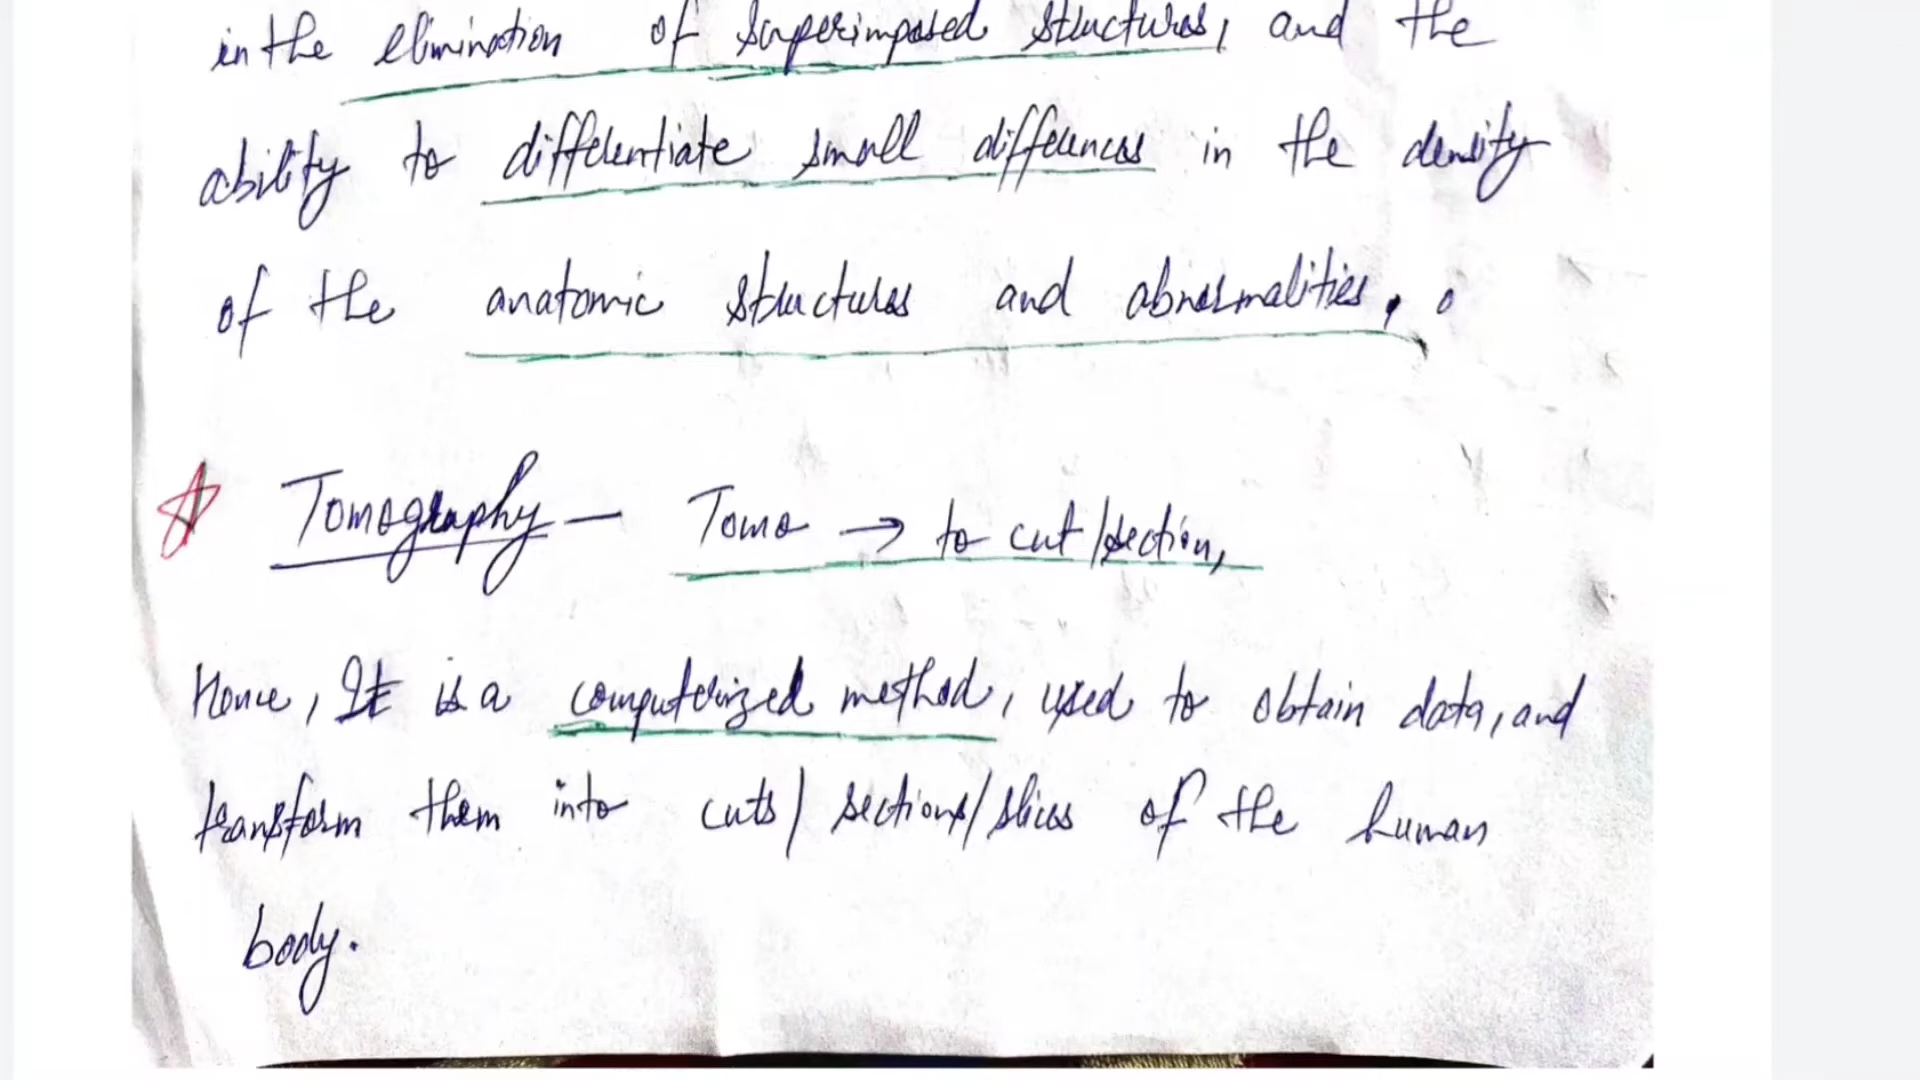 in the elimination of superimposed structures, and the
ability to differentiate small differences in the density
of the anatomic structures and abnormalities.
Tomography - Tomo → to cut/section,
Hence, It is a computerized method, used to obtain data, and
transform them into cuts/sections/slices of the human
body.